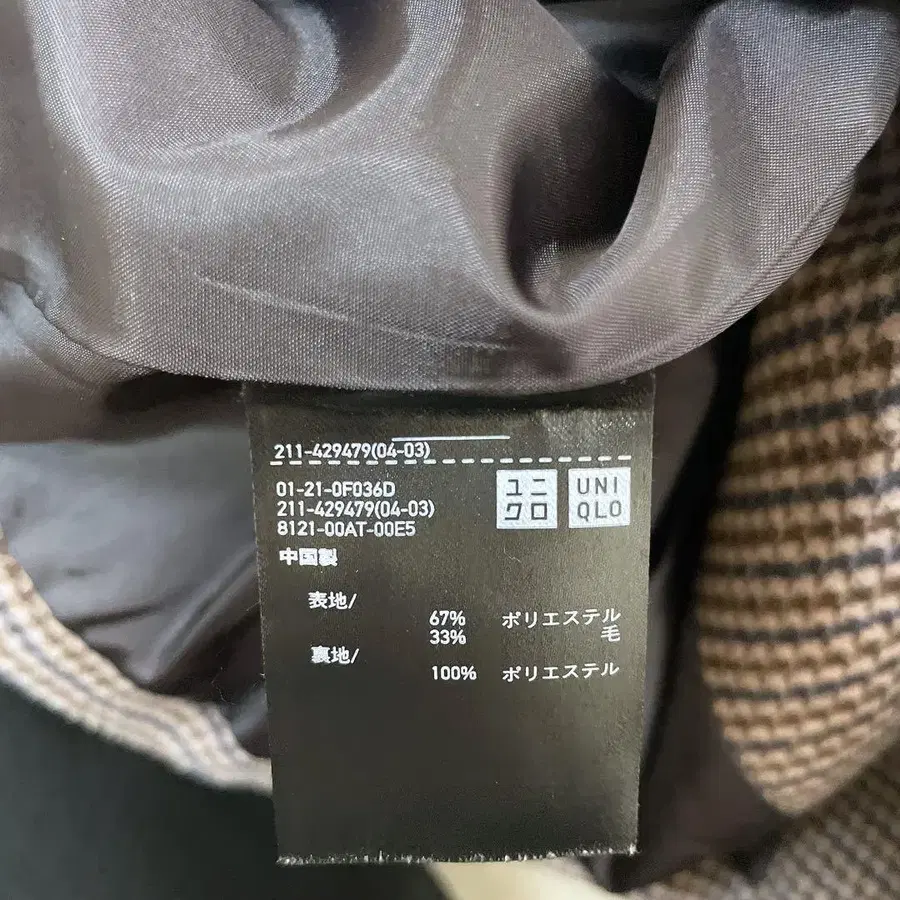 211-429479(04-03)
01-21-0F036D
211-429479(04-03)
8121-00AT-00E5
ユニ
クロ
UNI
QLO
中国製
表地/
67% ポリエステル
33% 毛
裏地/
100% ポリエステル